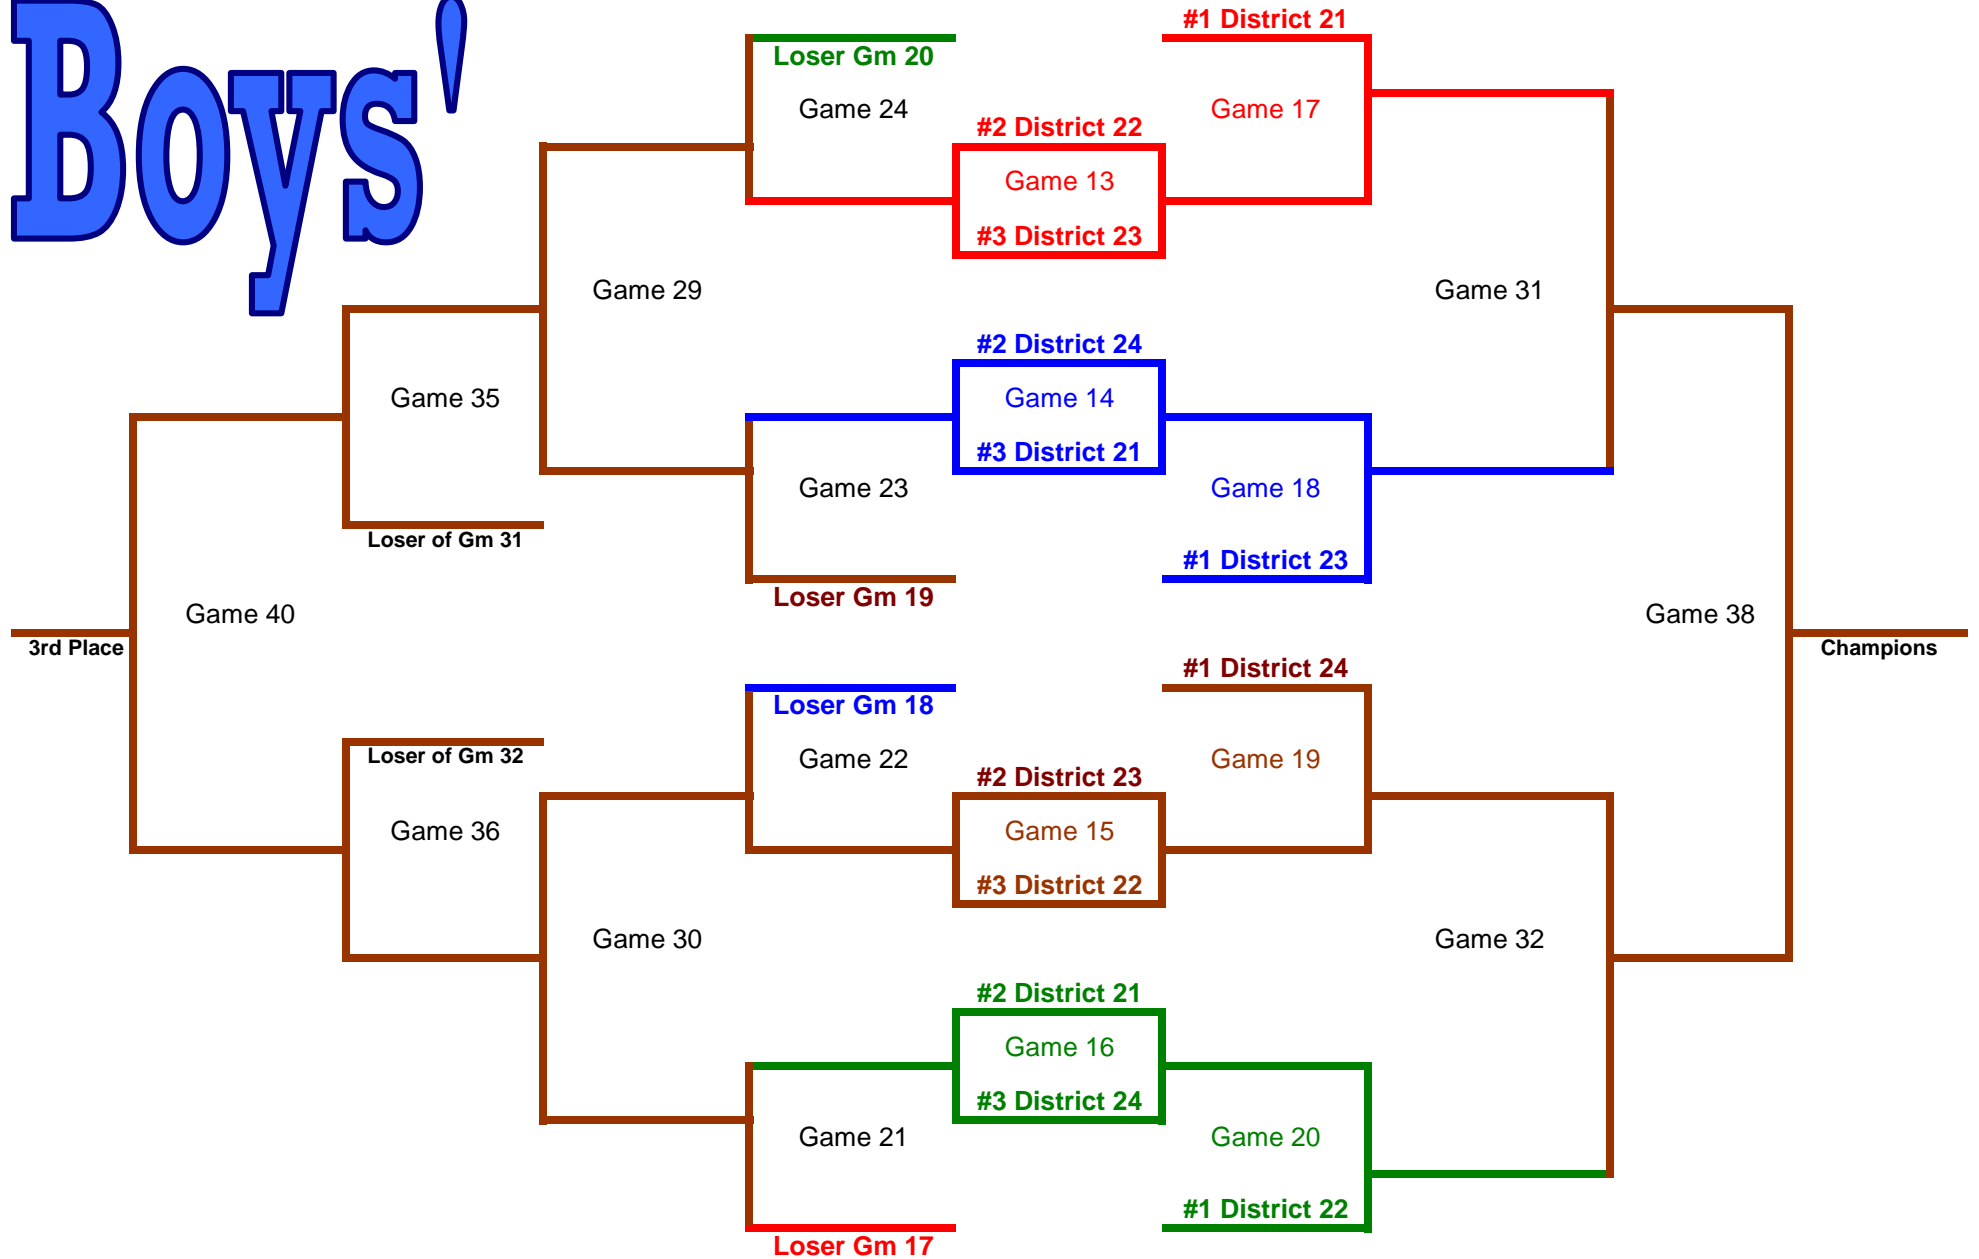 Boys'
#1 District 21
Loser Gm 20
Game 24
Game 17
#2 District 22
Game 13
#3 District 23
Game 29
Game 31
#2 District 24
Game 35
Game 14
#3 District 21
Game 23
Game 18
Loser of Gm 31
#1 District 23
Loser Gm 19
Game 40
Game 38
3rd Place
Champions
#1 District 24
Loser Gm 18
Loser of Gm 32
Game 22
Game 19
#2 District 23
Game 36
Game 15
#3 District 22
Game 30
Game 32
#2 District 21
Game 16
#3 District 24
Game 21
Game 20
#1 District 22
Loser Gm 17